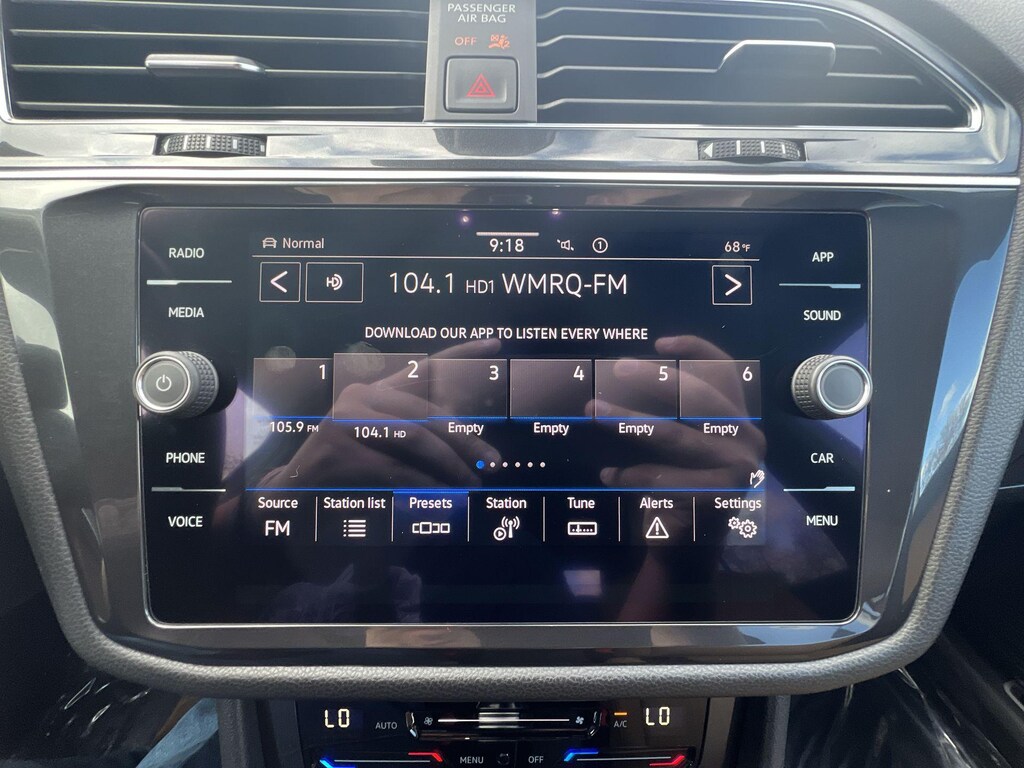 PASSENGER
AIR BAG
OFF
RADIO
MEDIA
PHONE
VOICE
Normal
9:18
1
68°F
104.1 HD1 WMRQ-FM
DOWNLOAD OUR APP TO LISTEN EVERY WHERE
1 2 3 4 5 6
105.9 FM 104.1 HD Empty Empty Empty Empty
Source Station list Presets Station Tune Alerts Settings
FM
APP
SOUND
CAR
MENU
LO AUTO A/C LO
MENU OFF